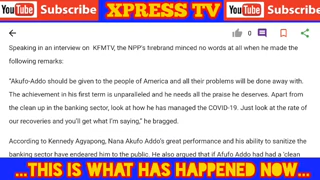 YouTube Subscribe XPRESS TV YouTube Subscribe
Speaking in an interview on KFMTV, the NPP's firebrand minced no words at all when he made the
following remarks:
"Akufo-Addo should be given to the people of America and all their problems will be done away with.
The achievement in his first term is unparalleled and he needs all the praise he deserves. Apart
from the clean up in the banking sector, look at how he has managed the COVID-19. Just look at the rate of
our recoveries and you'll get what I'm saying," he bragged.
According to Kennedy Agyapong, Nana Akufo Addo's great performance and his ability to sanitize the
banking sector have endeared him to the public. He also argued that if Afufo Addo had had a 'clean
...THIS IS WHAT HAS HAPPENED NOW...